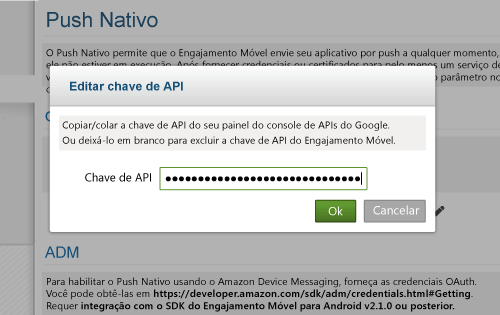 Push Nativo
O Push Nativo permite que o Engajamento Móvel envie seu aplicativo por push a qualquer momento,
ele não estiver em execução. Após fornecer credenciais ou certificados para pelo menos um serviço de
parâmetro no
Editar chave de API
Copiar/colar a chave de API do seu painel do console de APIs do Google.
Ou deixá-lo em branco para excluir a chave de API do Engajamento Móvel.
Chave de API ●●●●●●●●●●●●●●●●●●●●●●●●●●●●●●
Ok Cancelar
ADM
Para habilitar o Push Nativo usando o Amazon Device Messaging, forneça as credenciais OAuth.
Você pode obtê-las em https://developer.amazon.com/sdk/adm/credentials.html#Getting.
Requer integração com o SDK do Engajamento Móvel para Android v2.1.0 ou posterior.